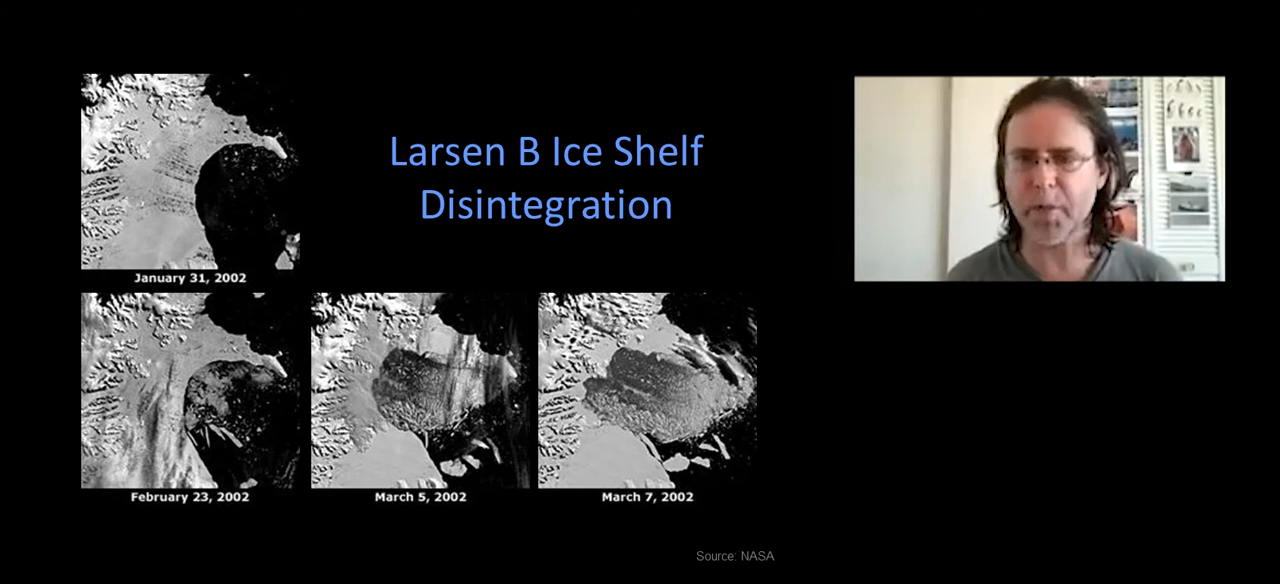 Larsen B Ice Shelf
Disintegration
January 31, 2002
February 23, 2002
March 5, 2002
March 7, 2002
Source: NASA